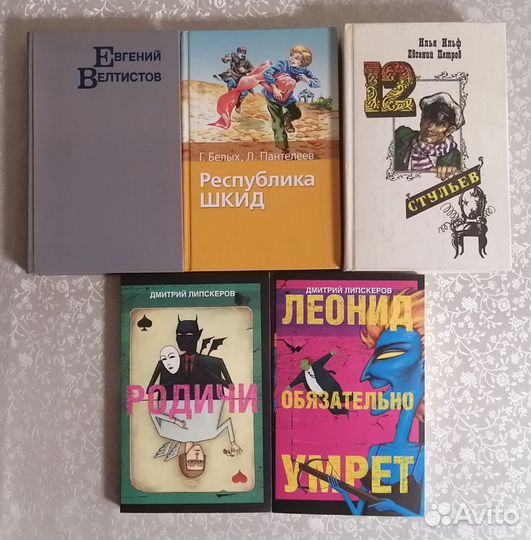 Евгений
Велтистов
Г. Белых, Л. Пантелеев
Республика
ШКИД
Илья Ильф
Евгений Петров
12
СТУЛЬЕВ
ДМИТРИЙ ЛИПСКЕРОВ
РОДИЧИ
ДМИТРИЙ ЛИПСКЕРОВ
ЛЕОНИД
ОБЯЗАТЕЛЬНО
УМРЕТ
Avito